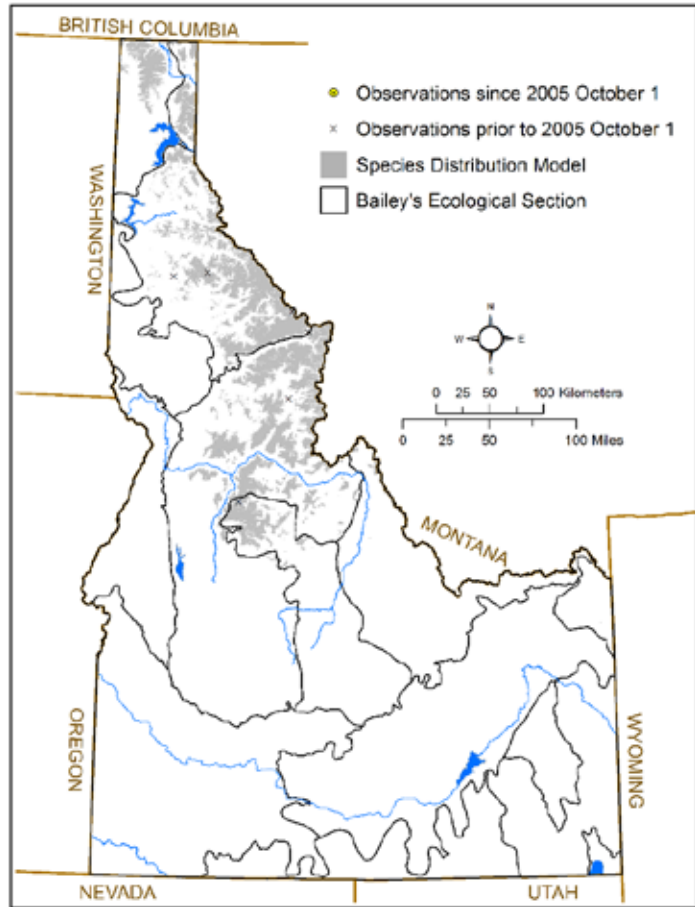 BRITISH COLUMBIA
Observations since 2005 October 1
Observations prior to 2005 October 1
Species Distribution Model
Bailey's Ecological Section
WASHINGTON
N
W
E
S
0 25 50 100 Kilometers
0 25 50 100 Miles
MONTANA
OREGON
WYOMING
NEVADA
UTAH